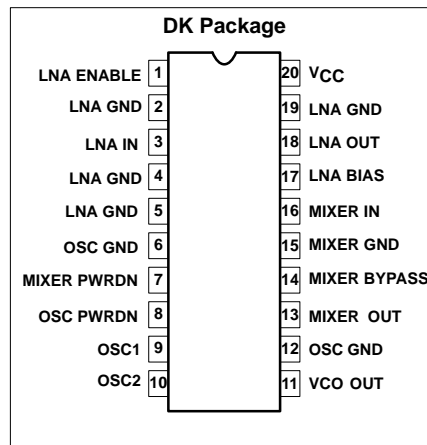 DK Package
LNA ENABLE 1 20 VCC
LNA GND 2 19 LNA GND
LNA IN 3 18 LNA OUT
LNA GND 4 17 LNA BIAS
LNA GND 5 16 MIXER IN
OSC GND 6 15 MIXER GND
MIXER PWRDN 7 14 MIXER BYPASS
OSC PWRDN 8 13 MIXER OUT
OSC1 9 12 OSC GND
OSC2 10 11 VCO OUT